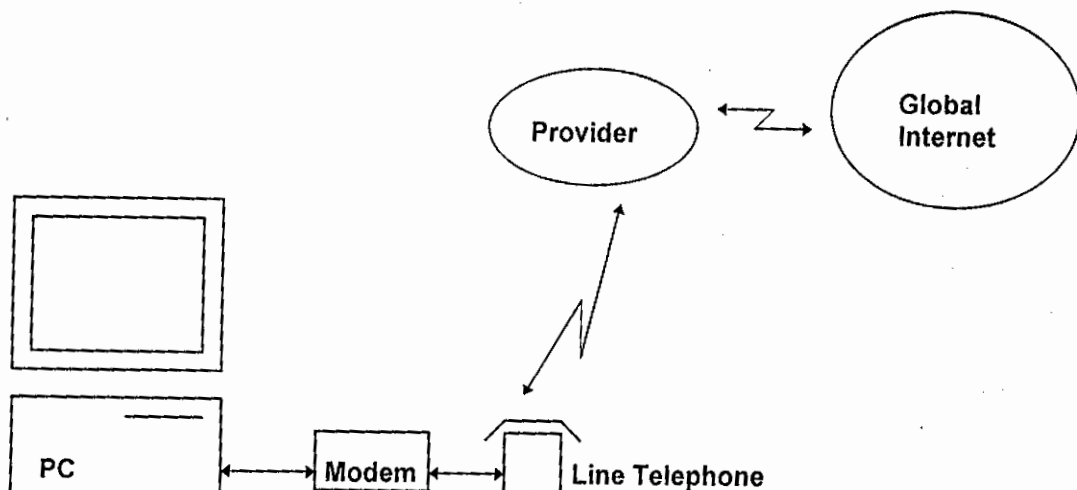 Provider
Global
Internet
PC
Modem
Line Telephone